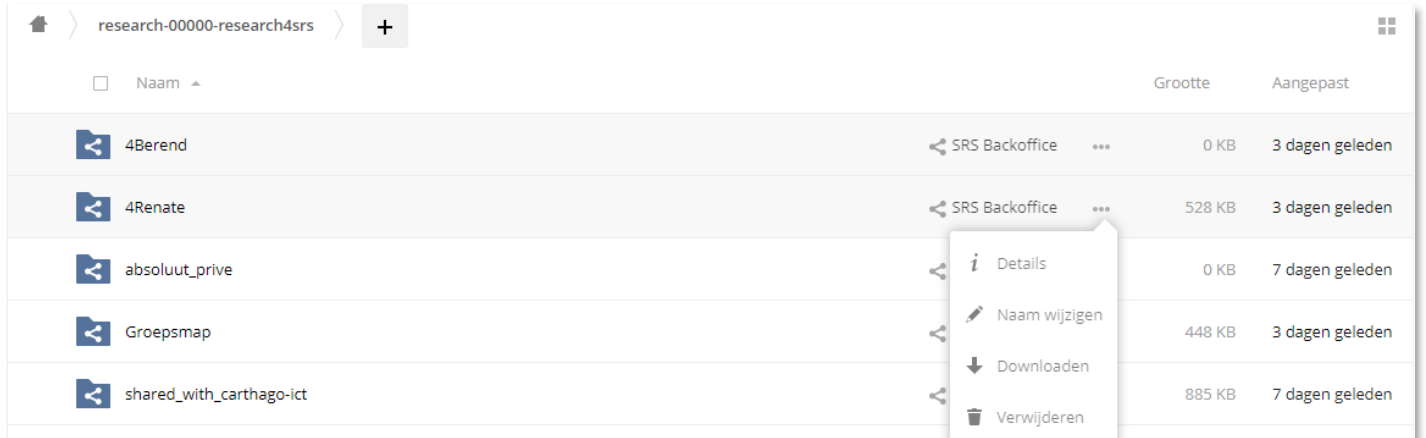 research-00000-research4srs +
Naam Grootte Aangepast
4Berend SRS Backoffice ••• 0 KB 3 dagen geleden
4Renate SRS Backoffice ••• 528 KB 3 dagen geleden
absoluut_prive 0 KB 7 dagen geleden
Details
Naam wijzigen
Groepsmap 448 KB 3 dagen geleden
Downloaden
shared_with_carthago-ict 885 KB 7 dagen geleden
Verwijderen